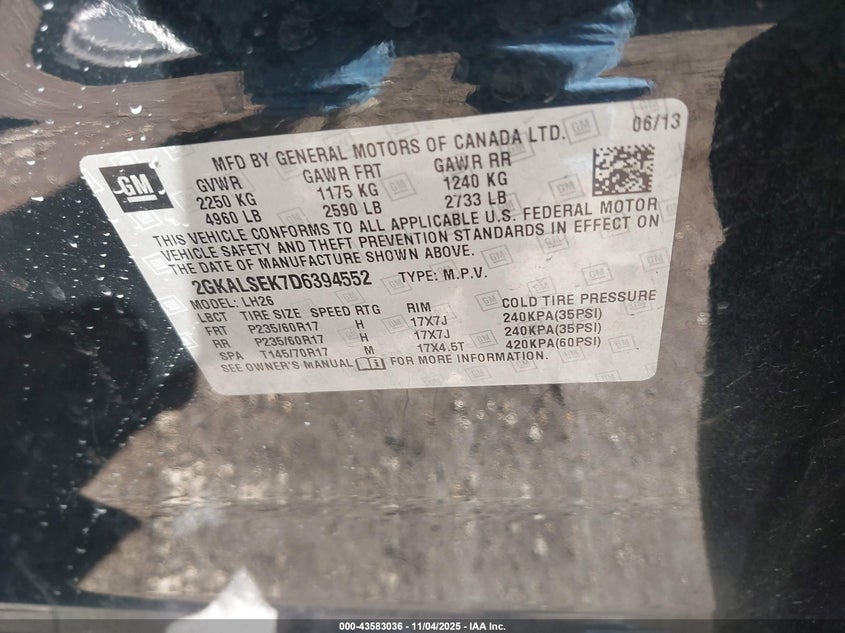 GM
MFD BY GENERAL MOTORS OF CANADA LTD. 06/13
GVWR GAWR FRT GAWR RR
2250 KG 1175 KG 1240 KG
4960 LB 2590 LB 2733 LB
THIS VEHICLE CONFORMS TO ALL APPLICABLE U.S. FEDERAL MOTOR
VEHICLE SAFETY AND THEFT PREVENTION STANDARDS IN EFFECT ON
THE DATE OF MANUFACTURE SHOWN ABOVE.
2GKALSEK7D6394552 TYPE: M.P.V.
MODEL: LH26
LBCT TIRE SIZE SPEED RTG RIM COLD TIRE PRESSURE
FRT P235/60R17 H 17X7J 240KPA(35PSI)
RR P235/60R17 H 17X7J 240KPA(35PSI)
SPA T145/70R17 M 17X4.5T 420KPA(60PSI)
SEE OWNER'S MANUAL FOR MORE INFORMATION.
000-43583036 - 11/04/2025 - IAA Inc.